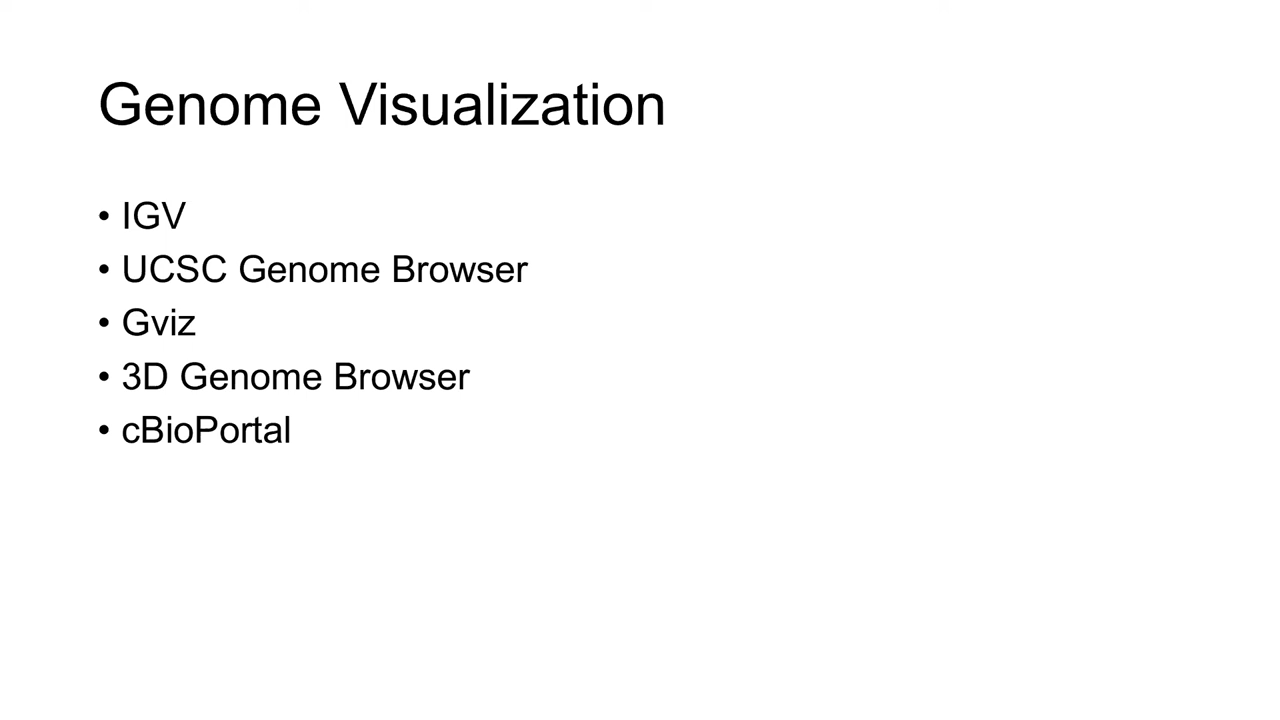 Genome Visualization
• IGV
• UCSC Genome Browser
• Gviz
• 3D Genome Browser
• cBioPortal